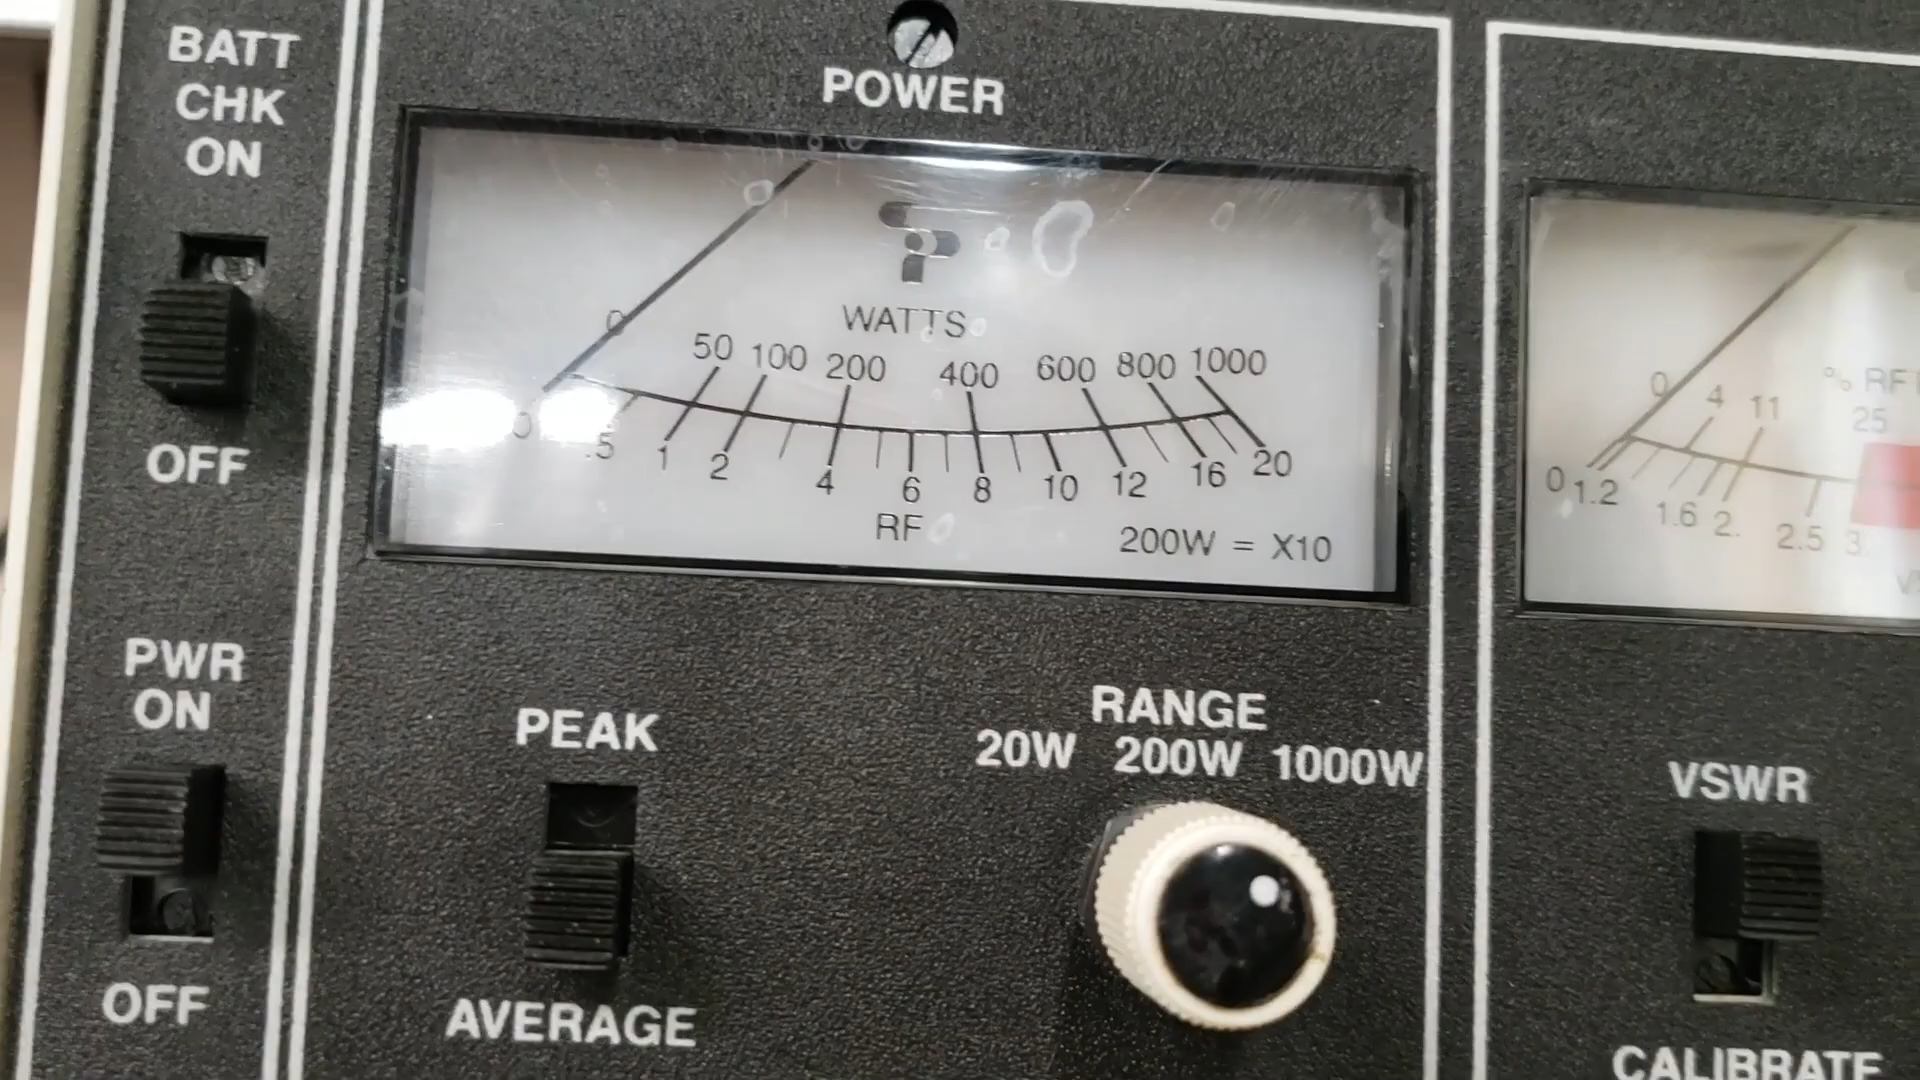 BATT
CHK
ON
OFF
PWR
ON
OFF
POWER
WATTS
0 50 100 200 400 600 800 1000
0 .5 1 2 4 6 8 10 12 16 20
RF
200W = X10
PEAK
AVERAGE
RANGE
20W 200W 1000W
0 4 11 25
% RF
0 1.2 1.6 2. 2.5 3.
VSWR
CALIBRATE